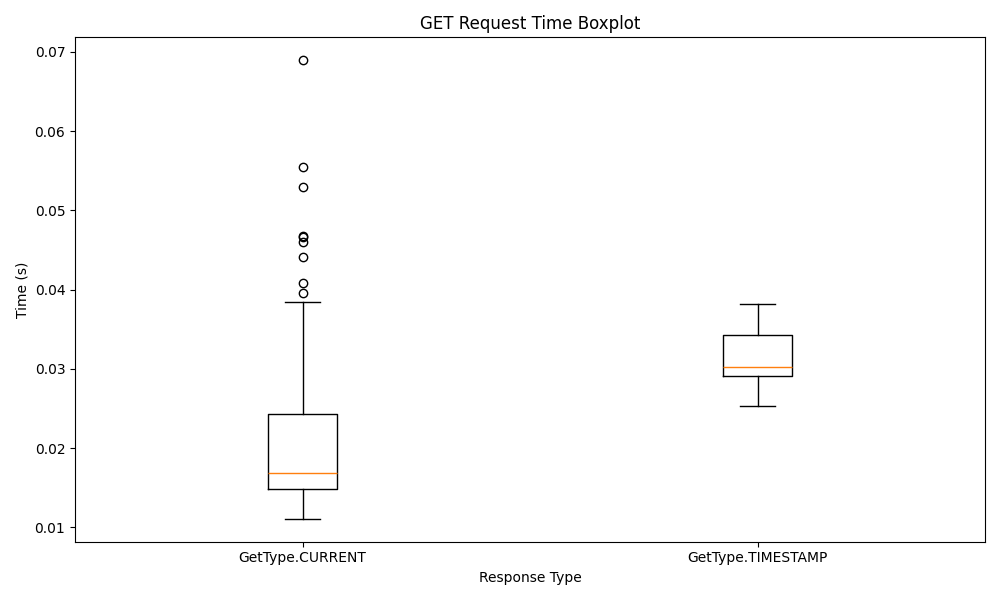 GET Request Time Boxplot
0.07
0.06
0.05
0.04
0.03
0.02
0.01
Time (s)
GetType.CURRENT
GetType.TIMESTAMP
Response Type